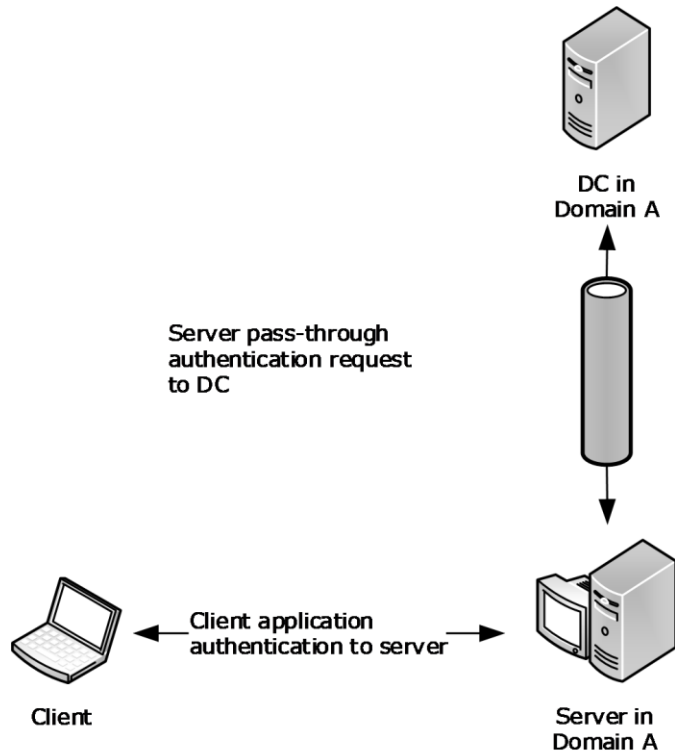 DC in
Domain A
Server pass-through
authentication request
to DC
Client application
authentication to server
Client
Server in
Domain A